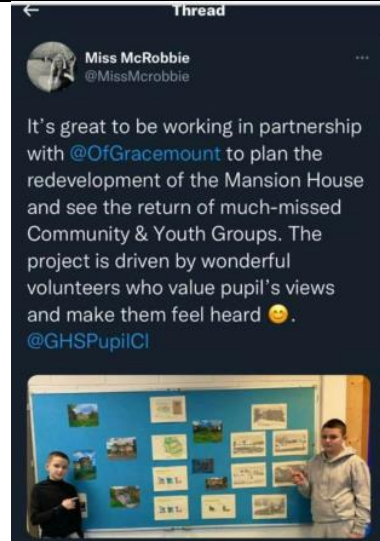 Thread
Miss McRobbie
@MissMcrobbie
It's great to be working in partnership
with @OfGracemount to plan the
redevelopment of the Mansion House
and see the return of much-missed
Community & Youth Groups. The
project is driven by wonderful
volunteers who value pupil's views
and make them feel heard 😊.
@GHSPupilCl